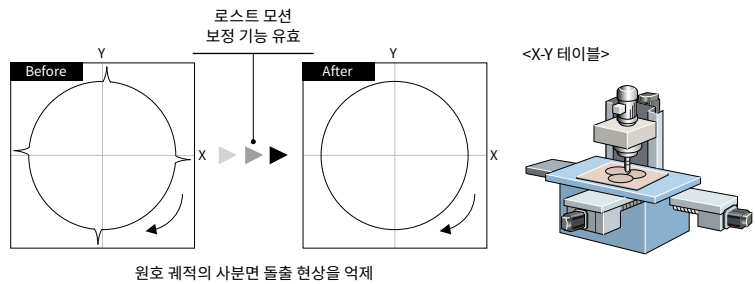 로스트 모션
보정 기능 유효
Y
Before
X
Y
After
X
<X-Y 테이블>
원호 궤적의 사분면 돌출 현상을 억제